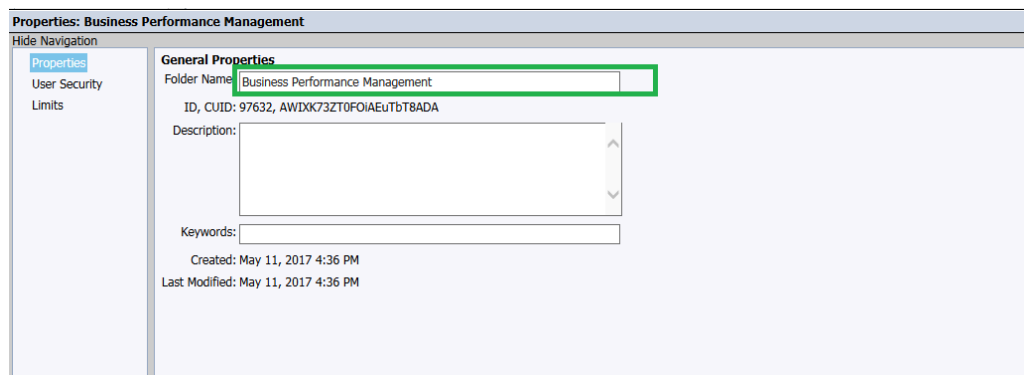 Properties: Business Performance Management
Hide Navigation
Properties
User Security
Limits
General Properties
Folder Name: Business Performance Management
ID, CUID: 97632, AWIXK73ZT0FOiAEuTbT8ADA
Description:
Keywords:
Created: May 11, 2017 4:36 PM
Last Modified: May 11, 2017 4:36 PM